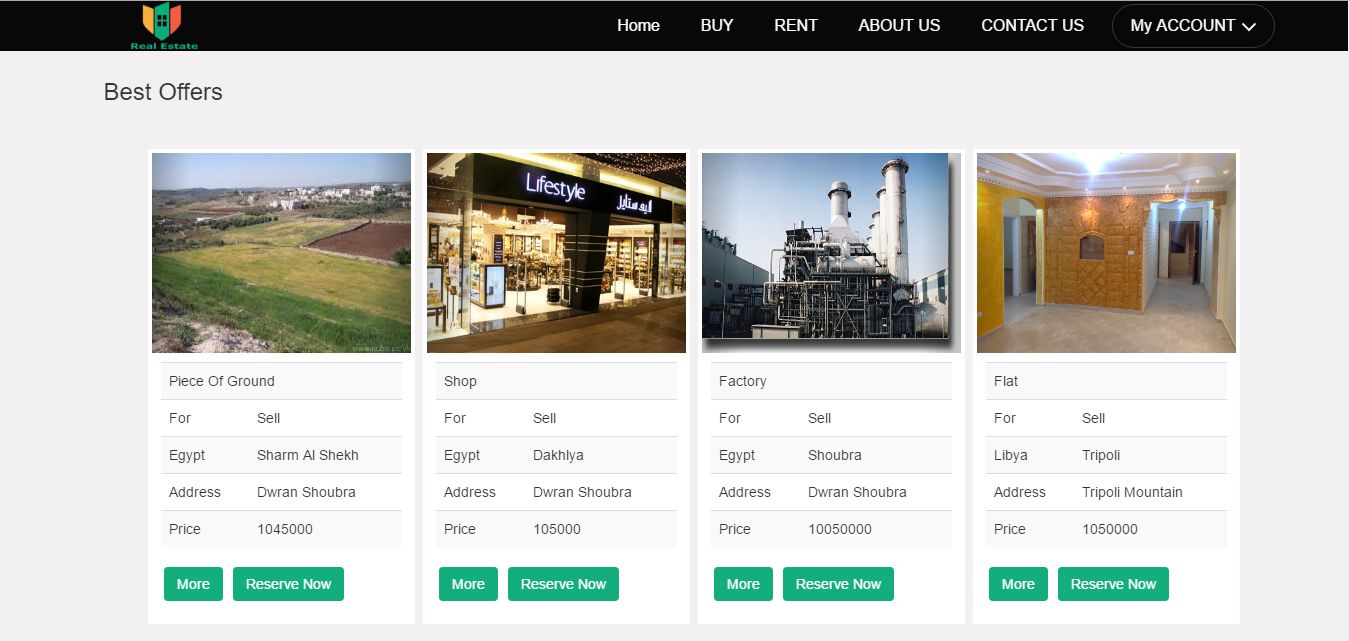 Real Estate
Home BUY RENT ABOUT US CONTACT US My ACCOUNT
Best Offers
Lifestyle
لايف ستايل
Piece Of Ground
For Sell
Egypt Sharm Al Shekh
Address Dwran Shoubra
Price 1045000
More Reserve Now
Shop
For Sell
Egypt Dakhlya
Address Dwran Shoubra
Price 105000
More Reserve Now
Factory
For Sell
Egypt Shoubra
Address Dwran Shoubra
Price 10050000
More Reserve Now
Flat
For Sell
Libya Tripoli
Address Tripoli Mountain
Price 1050000
More Reserve Now